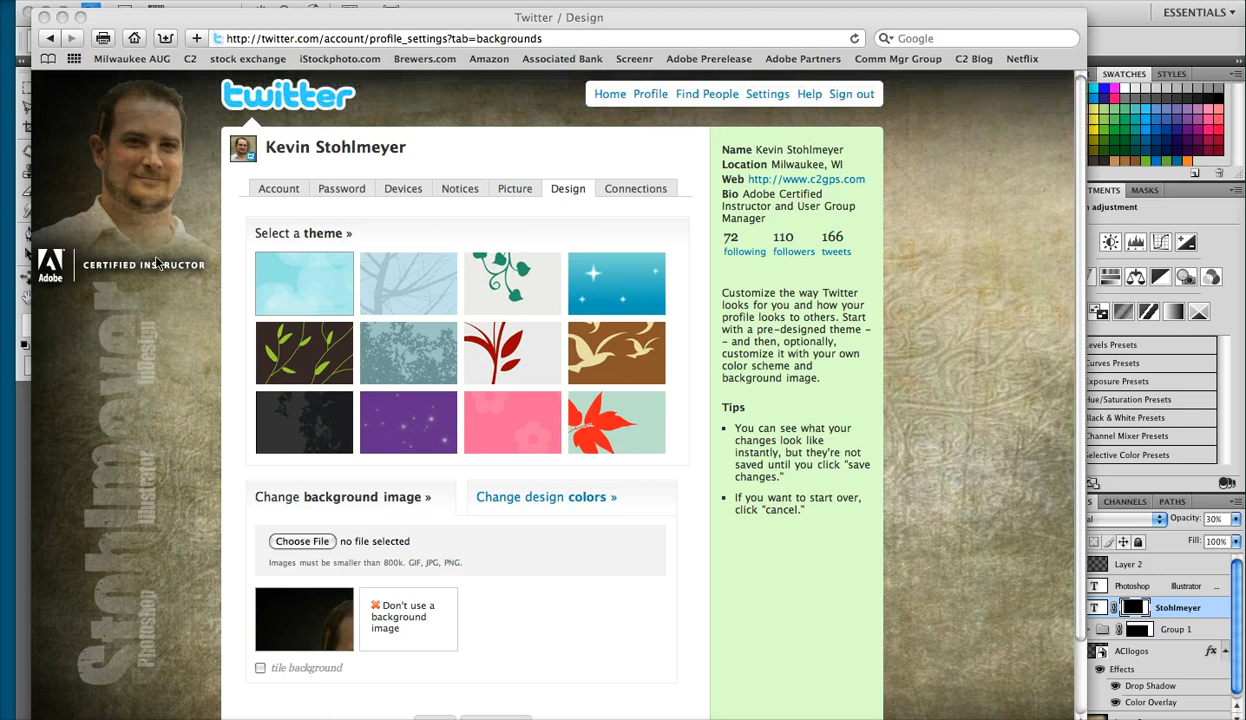 ESSENTIALS
Twitter / Design
http://twitter.com/account/profile_settings?tab=backgrounds
Google
Milwaukee AUG
C2
stock exchange
iStockphoto.com
Brewers.com
Amazon
Associated Bank
Screenr
Adobe Prerelease
Adobe Partners
Comm Mgr Group
C2 Blog
Netflix
twitter
Home
Profile
Find People
Settings
Help
Sign out
Kevin Stohlmeyer
Account
Password
Devices
Notices
Picture
Design
Connections
Select a theme »
Change background image »
Change design colors »
Choose File
no file selected
Images must be smaller than 800k. GIF, JPG, PNG.
Don't use a
background
image
tile background
Name Kevin Stohlmeyer
Location Milwaukee, WI
Web http://www.c2gps.com
Bio Adobe Certified
Instructor and User Group
Manager
72
110
166
following
followers
tweets
Customize the way Twitter
looks for you and how your
profile looks to others. Start
with a pre-designed theme –
– and then, optionally,
customize it with your own
color scheme and
background image.
Tips
You can see what your
changes look like
instantly, but they're not
saved until you click "save
changes."
If you want to start over,
click "cancel."
Adobe
CERTIFIED INSTRUCTOR
Stohlmeyer
Photoshop
Illustrator
InDesign
SWATCHES
STYLES
MASKS
adjustment
Levels Presets
Curves Presets
Exposure Presets
Hue/Saturation Presets
Black & White Presets
Channel Mixer Presets
Selective Color Presets
CHANNELS
PATHS
Opacity: 30%
Fill: 100%
Layer 2
Photoshop Illustrator ...
Stohlmeyer
Group 1
ACIlogos
fx
Effects
Drop Shadow
Color Overlay